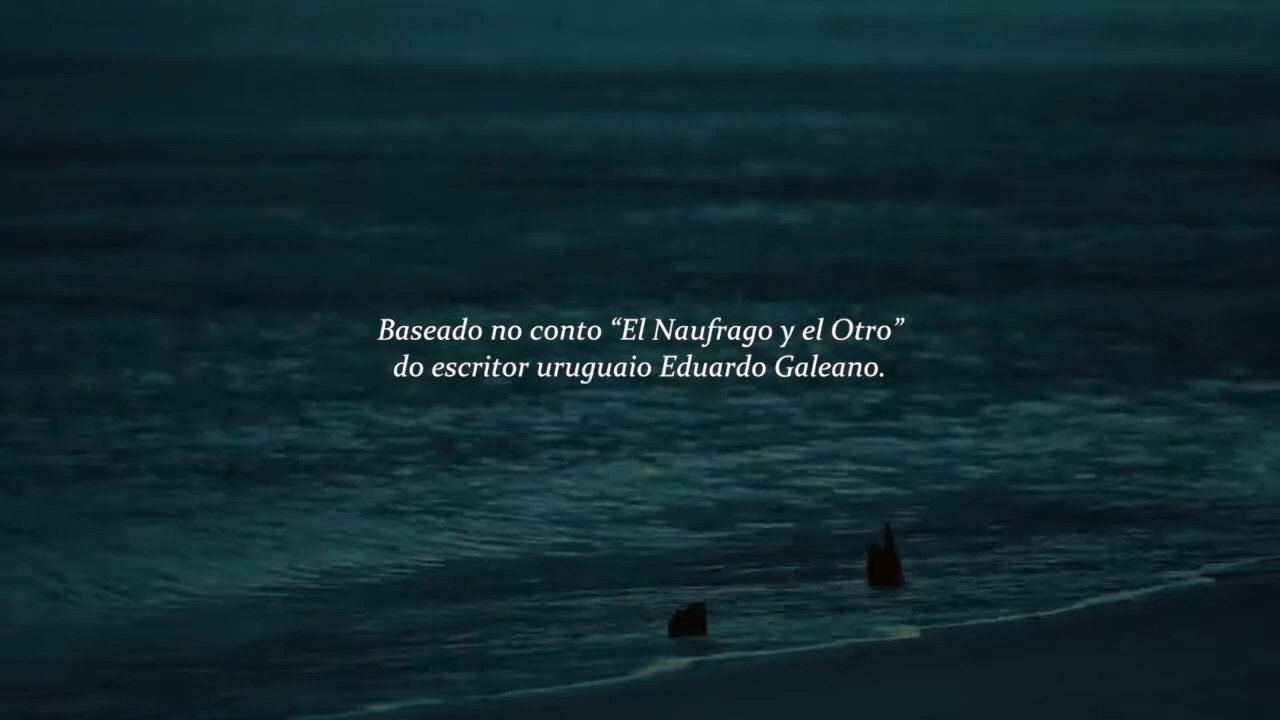 Baseado no conto “El Naufrago y el Otro”
do escritor uruguaio Eduardo Galeano.